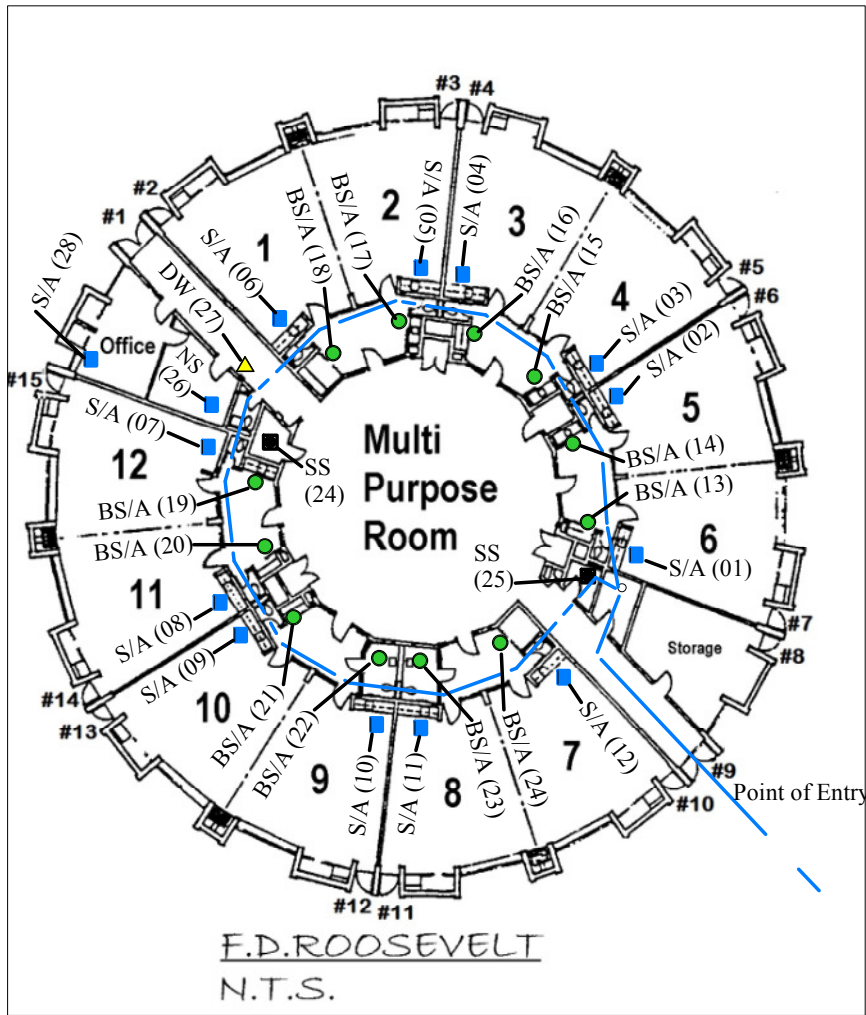 #3 #4
#2
#1
S/A (28)
DW (27)
S/A (06)
BS/A (18)
BS/A (17)
S/A (05)
S/A (04)
BS/A (16)
BS/A (15
1
2
3
4
#5
#6
S/A (03)
S/A (02)
Office
NS
(26)
#15
S/A (07)
12
SS
(24)
Multi
Purpose
Room
5
BS/A (14)
BS/A (13)
BS/A (19)
BS/A (20)
SS
(25)
6
S/A (01)
11
S/A (08)
S/A (09)
#14
#13
10
BS/A (21)
BS/A (22)
9
S/A (10)
S/A (11)
8
BS/A (23)
BS/A (24)
7
S/A (12)
Storage
#7
#8
#9
#10
Point of Entry
#12
#11
F.D.ROOSEVELT
N.T.S.